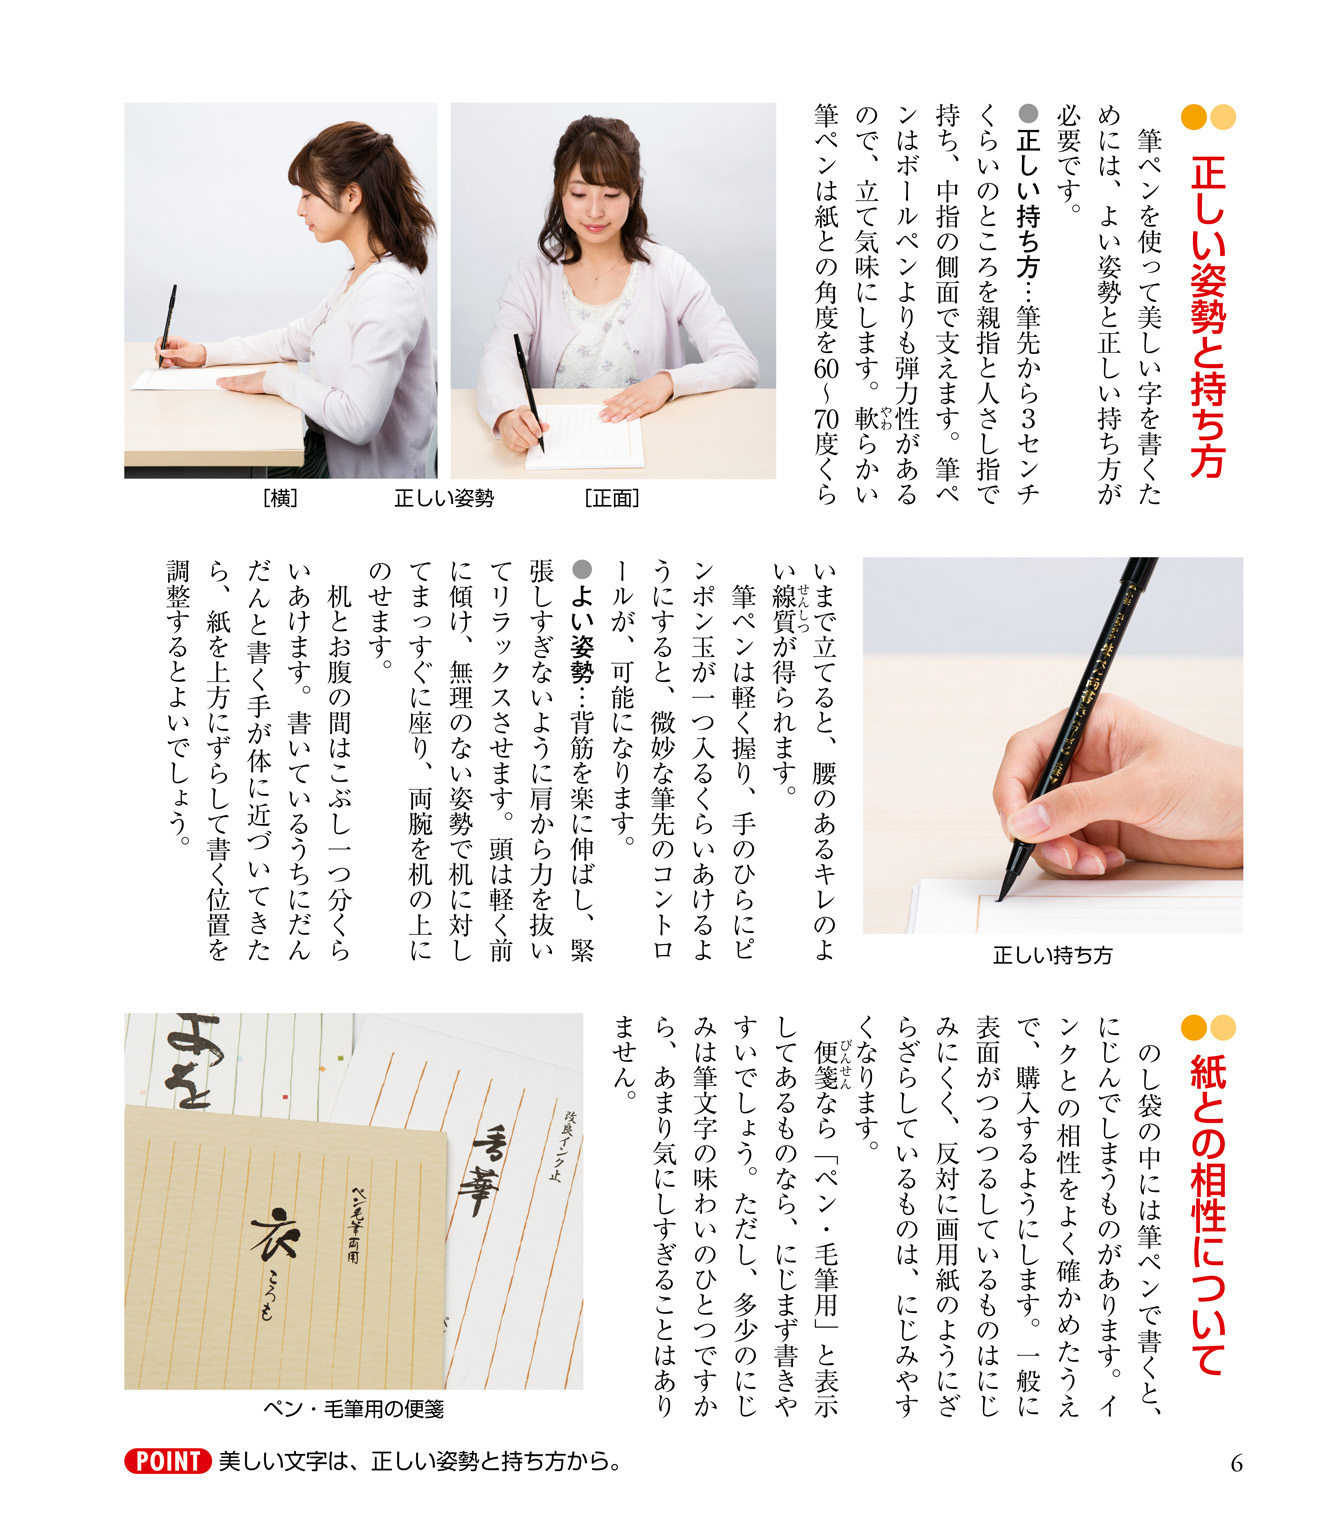 正しい姿勢と持ち方
筆ペンを使って美しい字を書くた
めには、よい姿勢と正しい持ち方が
必要です。
●正しい持ち方…筆先から3センチ
くらいのところを親指と人さし指で
持ち、中指の側面で支えます。筆ペ
ンはボールペンよりも弾力性がある
ので、立て気味にします。軟らかい
やわ
筆ペンは紙との角度を60〜70度くら
[正面]
正しい姿勢
[横]
正しい持ち方
いまで立てると、腰のあるキレのよ
い線質が得られます。
せんしつ
筆ペンは軽く握り、手のひらにピ
ンポン玉が一つ入るくらいあけるよ
うにすると、微妙な筆先のコントロ
ールが、可能になります。
●よい姿勢…背筋を楽に伸ばし、緊
張しすぎないように肩から力を抜い
てリラックスさせます。頭は軽く前
に傾け、無理のない姿勢で机に対し
てまっすぐに座り、両腕を机の上に
のせます。
机とお腹の間はこぶし一つ分くら
いあけます。書いているうちにだん
だんと書く手が体に近づいてきた
ら、紙を上方にずらして書く位置を
調整するとよいでしょう。
紙との相性について
のし袋の中には筆ペンで書くと、
にじんでしまうものがあります。イ
ンクとの相性をよく確かめたうえ
で、購入するようにします。一般に
表面がつるつるしているものはにじ
みにくく、反対に画用紙のようにざ
らざらしているものは、にじみやす
くなります。
便箋なら「ペン・毛筆用」と表示
びんせん
してあるものなら、にじまず書きや
すいでしょう。ただし、多少のにじ
みは筆文字の味わいのひとつですか
ら、あまり気にしすぎることはあり
ません。
改良インク止
香華
ペン毛筆両用
衣
ころも
ペン・毛筆用の便箋
POINT 美しい文字は、正しい姿勢と持ち方から。
6